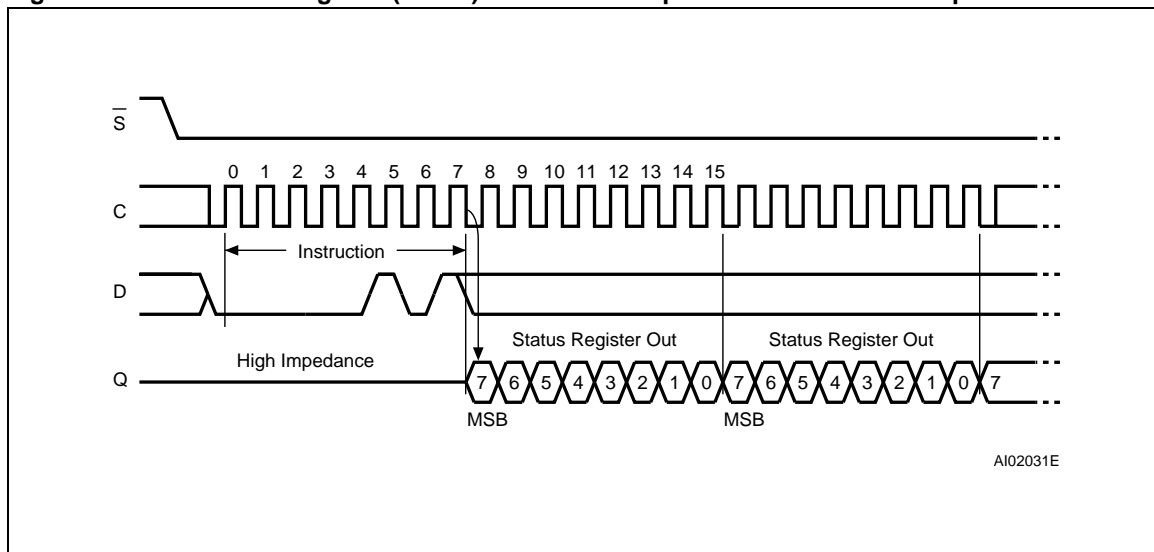 S
0 1 2 3 4 5 6 7 8 9 10 11 12 13 14 15
C
Instruction
D
Status Register Out Status Register Out
High Impedance
Q
7 6 5 4 3 2 1 0 7 6 5 4 3 2 1 0 7
MSB MSB
AI02031E